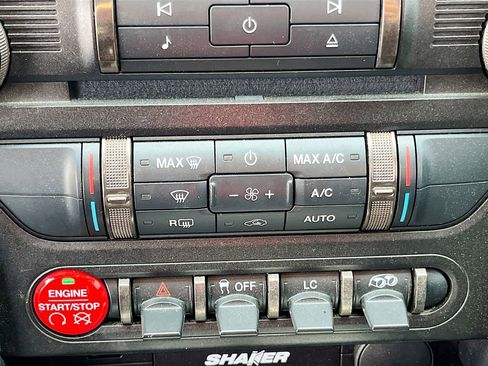 MAX
MAX A/C
- +
A/C
R
AUTO
ENGINE
START/STOP
OFF
LC
SHAKER